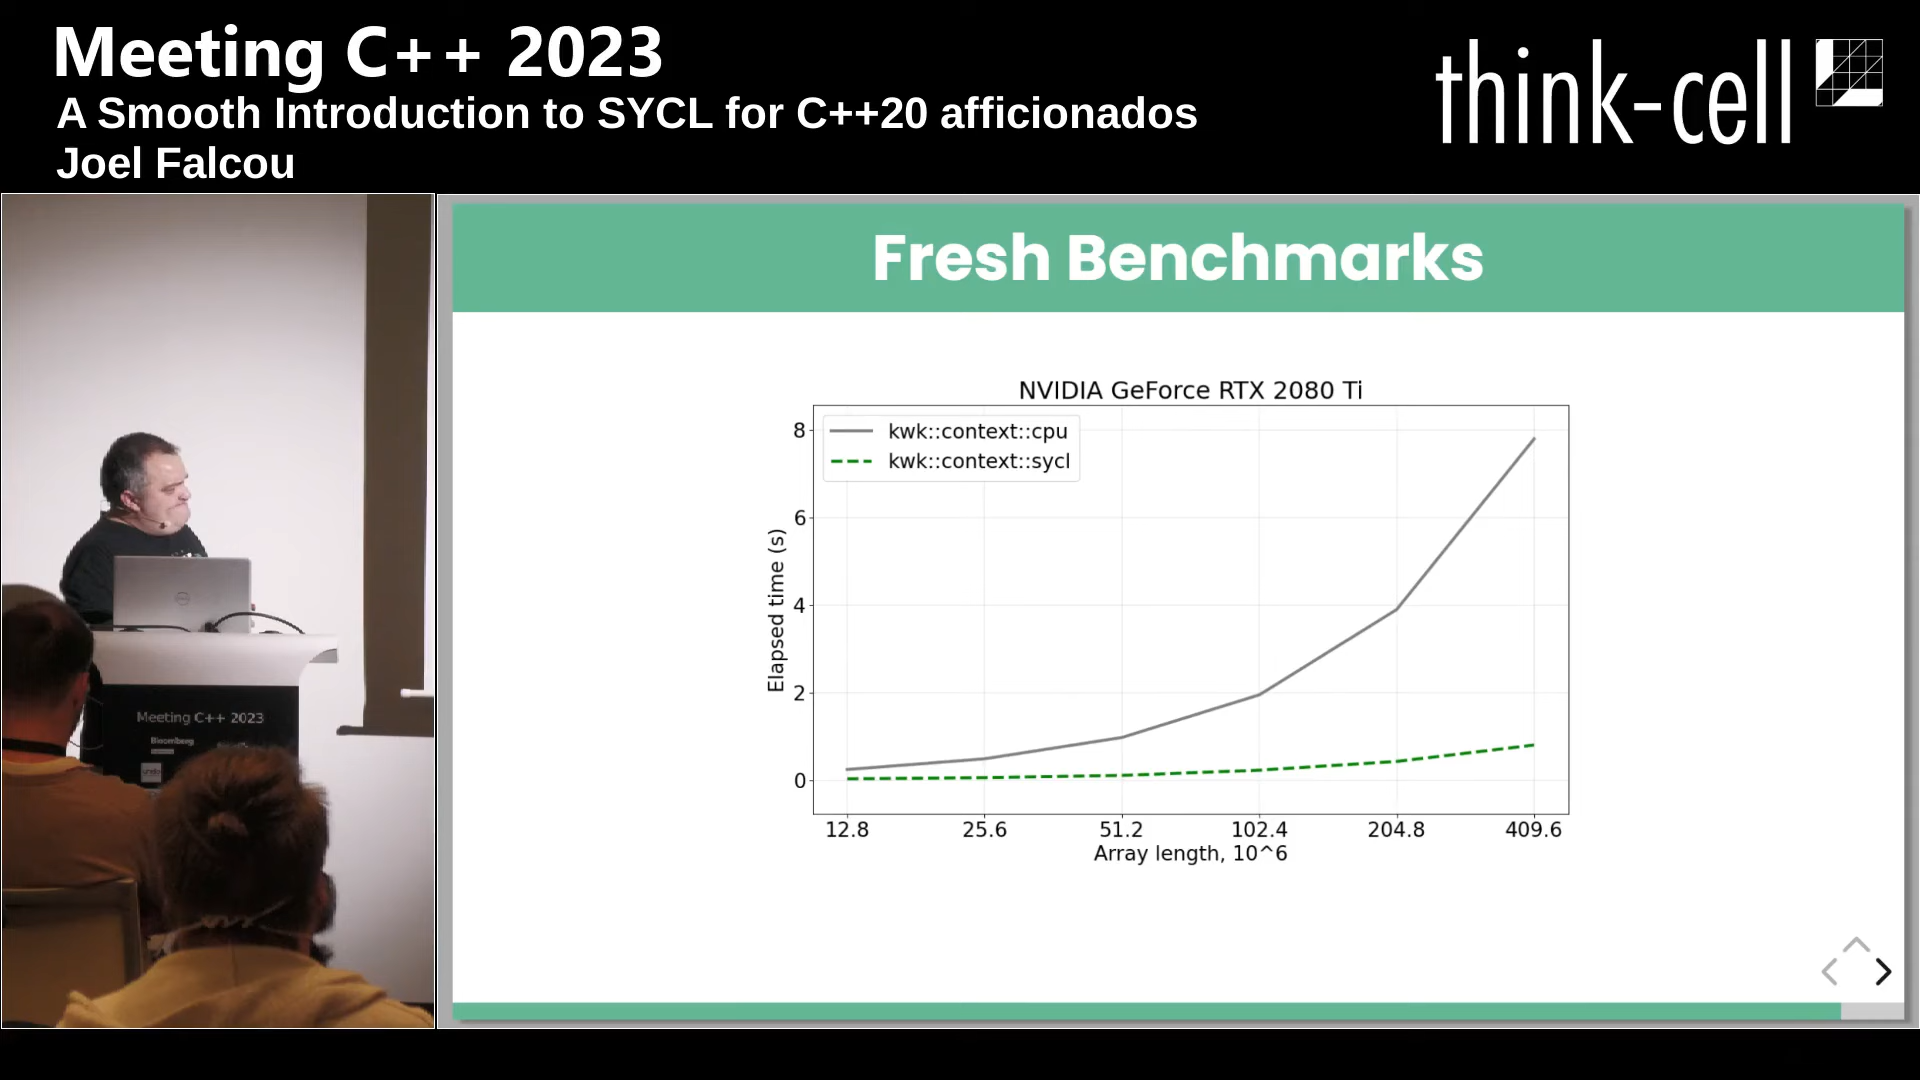 Meeting C++ 2023
A Smooth Introduction to SYCL for C++20 afficionados
Joel Falcou
think-cell
Meeting C++ 2023
Bloomberg
Fresh Benchmarks
NVIDIA GeForce RTX 2080 Ti
kwk::context::cpu
kwk::context::sycl
8
6
4
2
0
Elapsed time (s)
12.8 25.6 51.2 102.4 204.8 409.6
Array length, 10^6